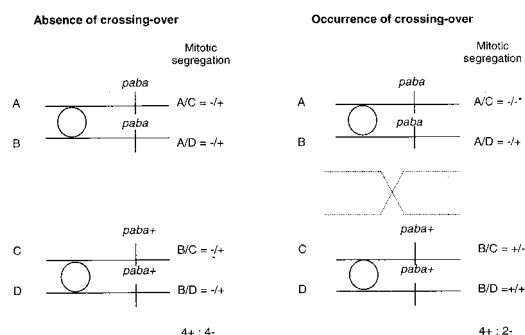 Absence of crossing-over
Mitotic
segregation
paba
A
A/C = -/+
paba
B
A/D = -/+
paba+
C
B/C = -/+
paba+
D
B/D = -/+
4+ : 4-
Occurrence of crossing-over
Mitotic
segregation
paba
A
A/C = -/-*
paba
B
A/D = -/+
paba+
C
B/C = +/-
paba+
D
B/D =+/+
4+ : 2-